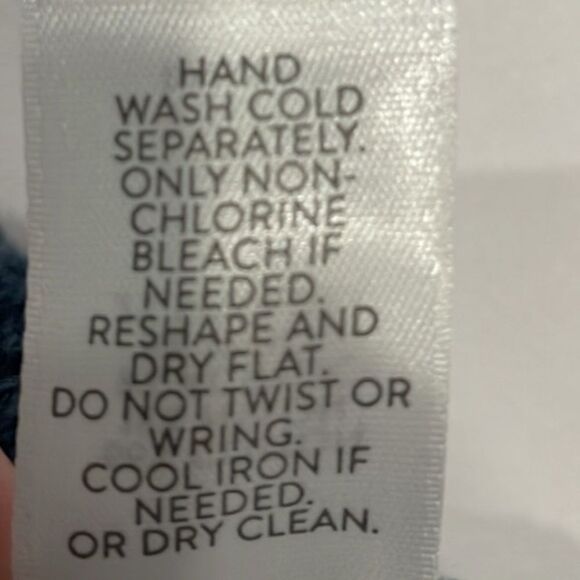 HAND
WASH COLD
SEPARATELY.
ONLY NON-
CHLORINE
BLEACH IF
NEEDED.
RESHAPE AND
DRY FLAT.
DO NOT TWIST OR
WRING.
COOL IRON IF
NEEDED.
OR DRY CLEAN.